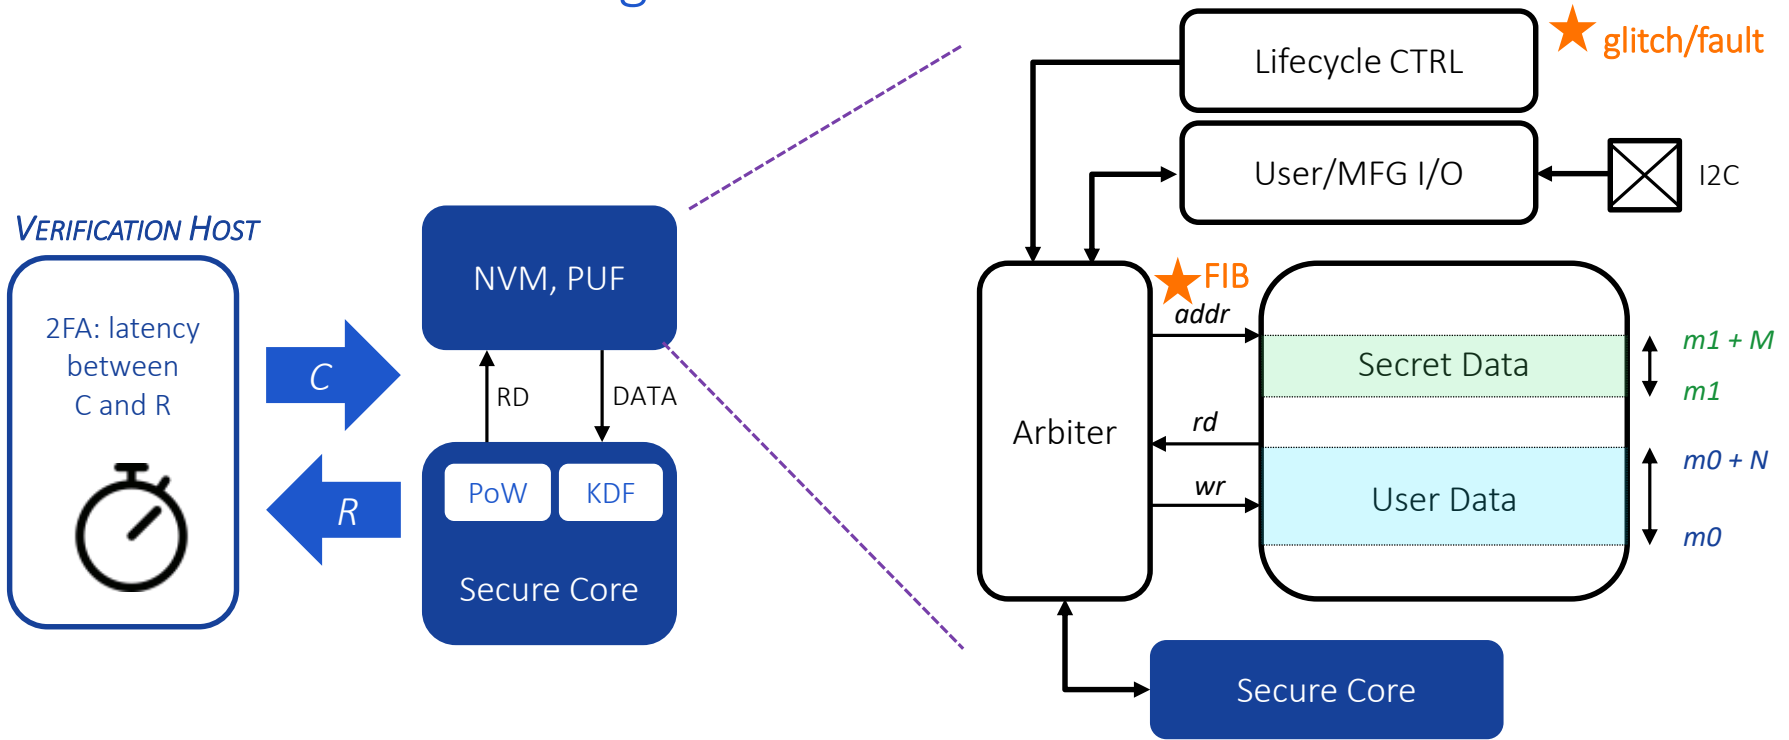 VERIFICATION HOST
2FA: latency
between
C and R
C
R
NVM, PUF
RD
DATA
PoW
KDF
Secure Core
Lifecycle CTRL
glitch/fault
User/MFG I/O
I2C
Arbiter
FIB
addr
rd
wr
Secret Data
User Data
m1 + M
m1
m0 + N
m0
Secure Core